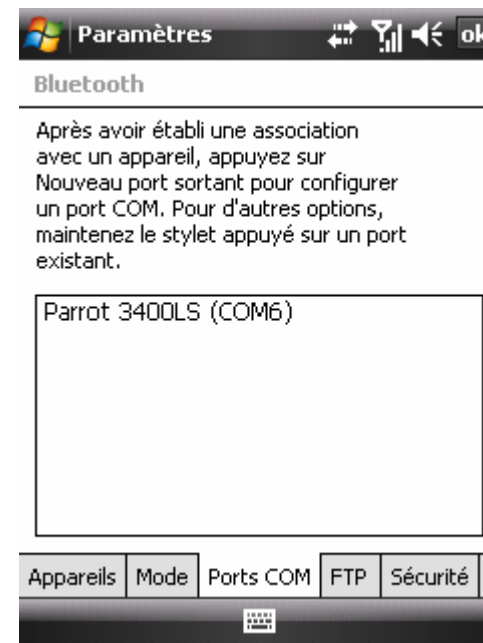 Paramètres ok
Bluetooth
Après avoir établi une association
avec un appareil, appuyez sur
Nouveau port sortant pour configurer
un port COM. Pour d'autres options,
maintenez le stylet appuyé sur un port
existant.
Parrot 3400LS (COM6)
Appareils Mode Ports COM FTP Sécurité